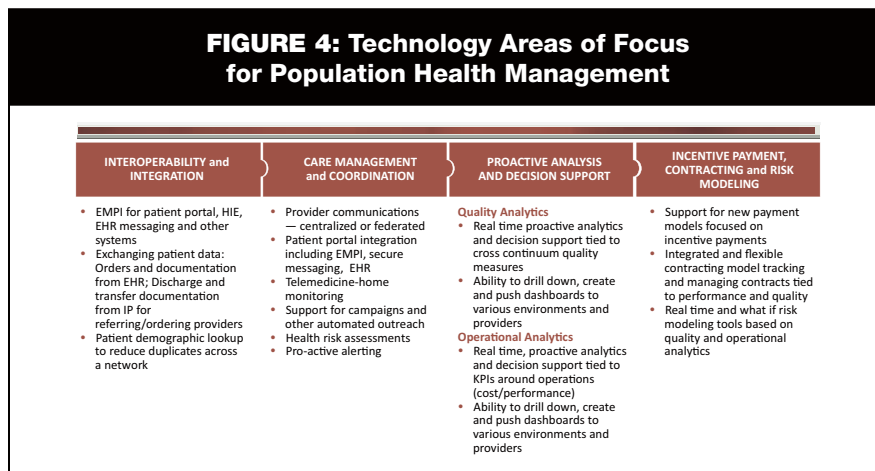 FIGURE 4: Technology Areas of Focus
for Population Health Management
INTEROPERABILITY and
INTEGRATION
• EMPI for patient portal, HIE,
EHR messaging and other
systems
• Exchanging patient data:
Orders and documentation
from EHR; Discharge and
transfer documentation
from IP for
referring/ordering providers
• Patient demographic lookup
to reduce duplicates across
a network
CARE MANAGEMENT
and COORDINATION
• Provider communications
— centralized or federated
• Patient portal integration
including EMPI, secure
messaging, EHR
• Telemedicine-home
monitoring
• Support for campaigns and
other automated outreach
• Health risk assessments
• Pro-active alerting
PROACTIVE ANALYSIS
AND DECISION SUPPORT
Quality Analytics
• Real time proactive analytics
and decision support tied to
cross continuum quality
measures
• Ability to drill down, create
and push dashboards to
various environments and
providers
Operational Analytics
• Real time, proactive analytics
and decision support tied to
KPIs around operations
(cost/performance)
• Ability to drill down, create
and push dashboards to
various environments and
providers
INCENTIVE PAYMENT,
CONTRACTING and RISK
MODELING
• Support for new payment
models focused on
incentive payments
• Integrated and flexible
contracting model tracking
and managing contracts tied
to performance and quality
• Real time and what if risk
modeling tools based on
quality and operational
analytics